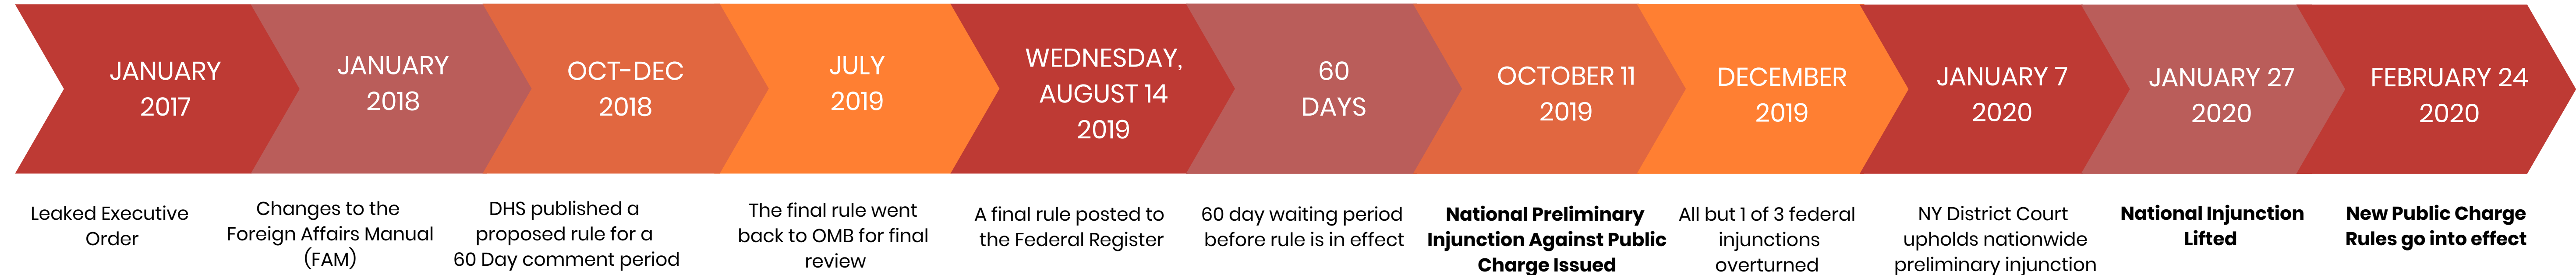 JANUARY
2017
JANUARY
2018
OCT-DEC
2018
JULY
2019
WEDNESDAY,
AUGUST 14
2019
60
DAYS
OCTOBER 11
2019
DECEMBER
2019
JANUARY 7
2020
JANUARY 27
2020
FEBRUARY 24
2020
Leaked Executive
Order
Changes to the
Foreign Affairs Manual
(FAM)
DHS published a
proposed rule for a
60 Day comment period
The final rule went
back to OMB for final
review
A final rule posted to
the Federal Register
60 day waiting period
before rule is in effect
National Preliminary
Injunction Against Public
Charge Issued
All but 1 of 3 federal
injunctions
overturned
NY District Court
upholds nationwide
preliminary injunction
National Injunction
Lifted
New Public Charge
Rules go into effect